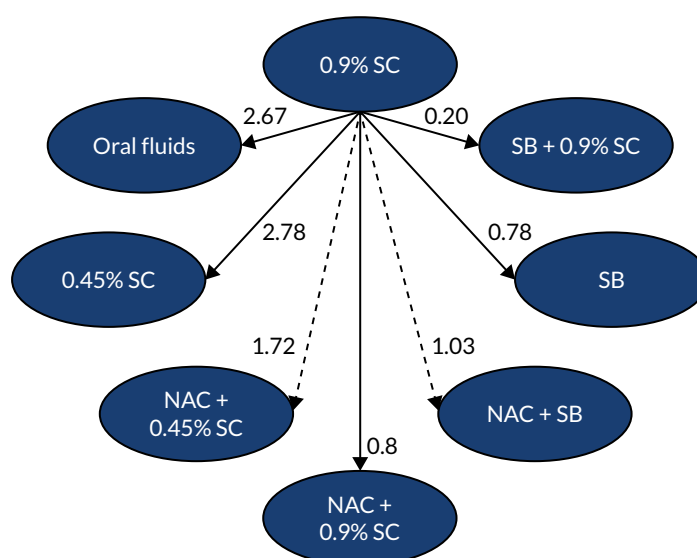 0.9% SC
2.67
0.20
Oral fluids
SB + 0.9% SC
2.78
0.78
0.45% SC
SB
1.72
1.03
NAC +
0.45% SC
NAC + SB
0.8
NAC +
0.9% SC